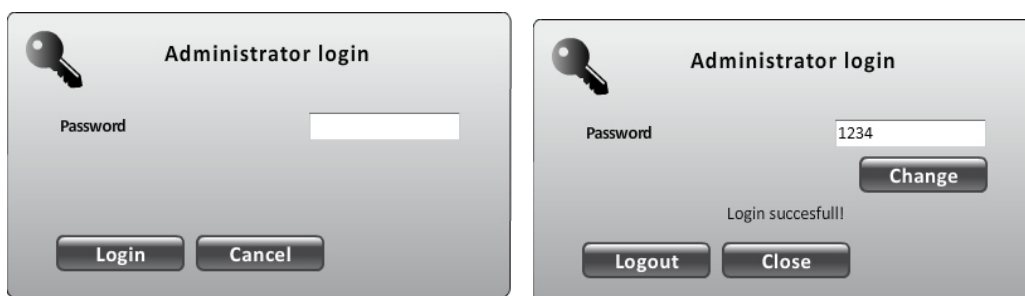 Administrator login
Password
Login Cancel
Administrator login
Password 1234
Change
Login succesfull!
Logout Close